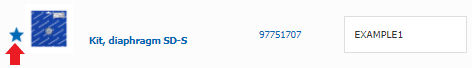 Kit, diaphragm SD-S
97751707
EXAMPLE1